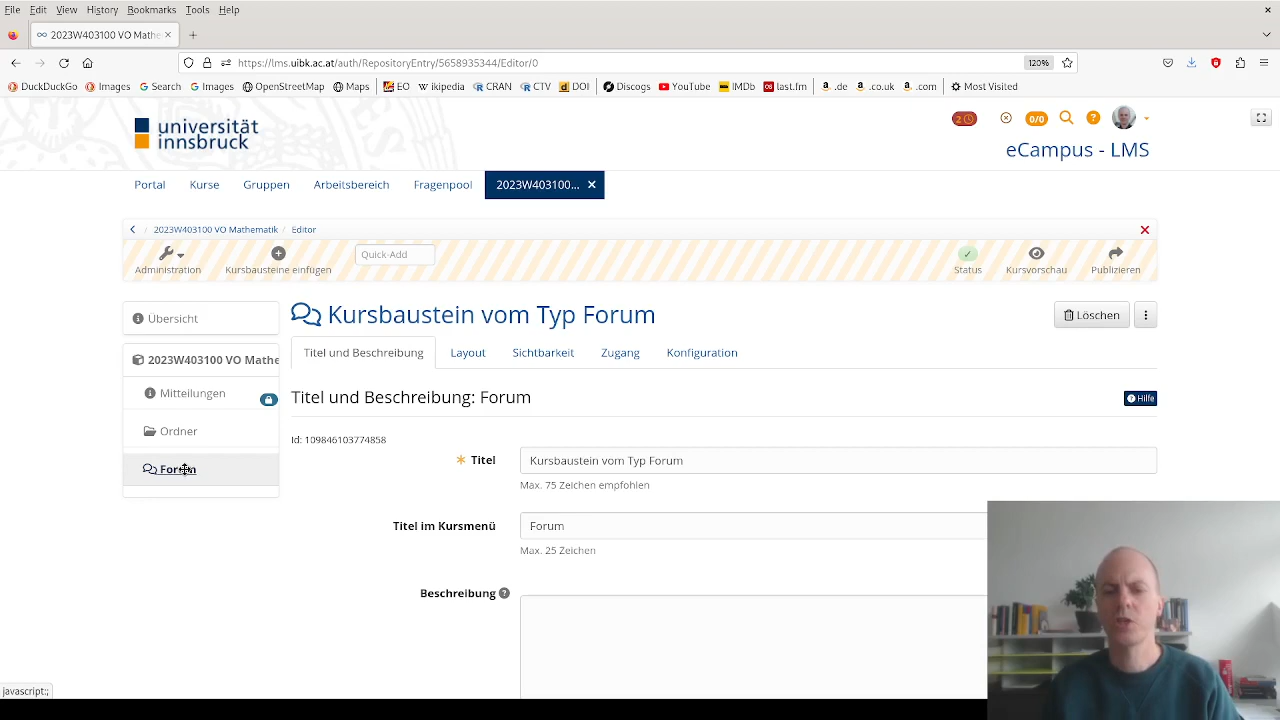 File Edit View History Bookmarks Tools Help
2023W403100 VO Mathe
https://lms.uibk.ac.at/auth/RepositoryEntry/5658935344/Editor/0
120%
DuckDuckGo Images Search Images OpenStreetMap Maps EO Wikipedia CRAN CTV DOI Discogs YouTube IMDb last.fm .de .co.uk .com Most Visited
universität
innsbruck
2 0/0
eCampus - LMS
Portal Kurse Gruppen Arbeitsbereich Fragenpool 2023W403100...
2023W403100 VO Mathematik / Editor
Administration Kursbausteine einfügen Quick-Add Status Kursvorschau Publizieren
Übersicht
2023W403100 VO Mathe
Mitteilungen
Ordner
Forum
Kursbaustein vom Typ Forum
Löschen
Titel und Beschreibung Layout Sichtbarkeit Zugang Konfiguration
Titel und Beschreibung: Forum
Hilfe
Id: 109846103774858
Titel Kursbaustein vom Typ Forum
Max. 75 Zeichen empfohlen
Titel im Kursmenü Forum
Max. 25 Zeichen
Beschreibung
javascript:;